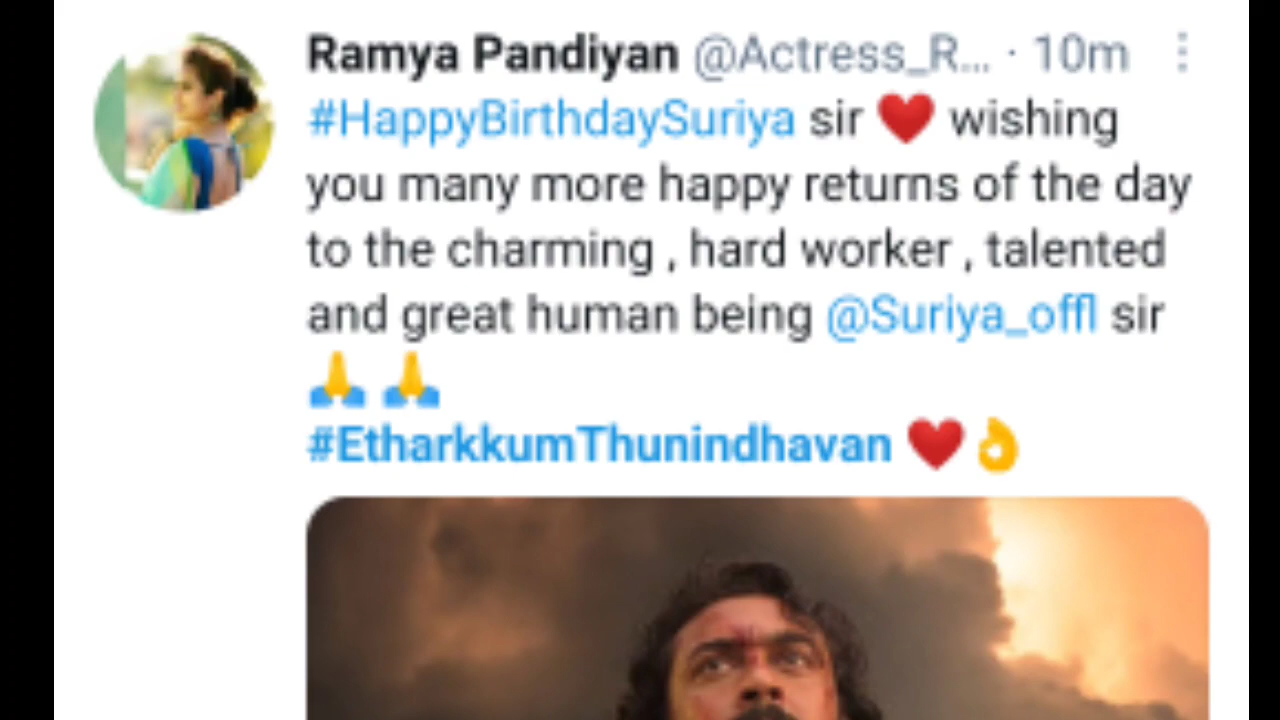 Ramya Pandiyan @Actress_R... · 10m
#HappyBirthdaySuriya sir ❤️ wishing
you many more happy returns of the day
to the charming , hard worker , talented
and great human being @Suriya_offl sir
🙏 🙏
#EtharkkumThunindhavan ❤️👌